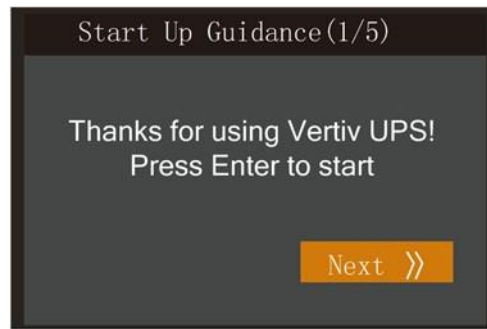 Start Up Guidance(1/5)
Thanks for using Vertiv UPS!
Press Enter to start
Next »